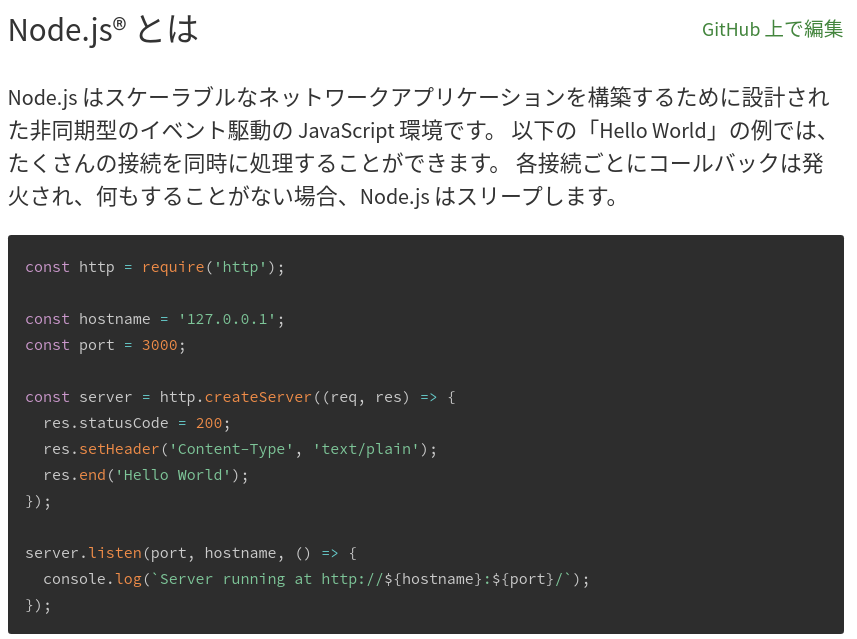 Node.js® とは
GitHub 上で編集
Node.js はスケーラブルなネットワークアプリケーションを構築するために設計され
た非同期型のイベント駆動の JavaScript 環境です。 以下の「Hello World」の例では、
たくさんの接続を同時に処理することができます。 各接続ごとにコールバックは発
火され、何もすることがない場合、Node.js はスリープします。
const http = require('http');
const hostname = '127.0.0.1';
const port = 3000;
const server = http.createServer((req, res) => {
  res.statusCode = 200;
  res.setHeader('Content-Type', 'text/plain');
  res.end('Hello World');
});
server.listen(port, hostname, () => {
  console.log(`Server running at http://${hostname}:${port}/`);
});